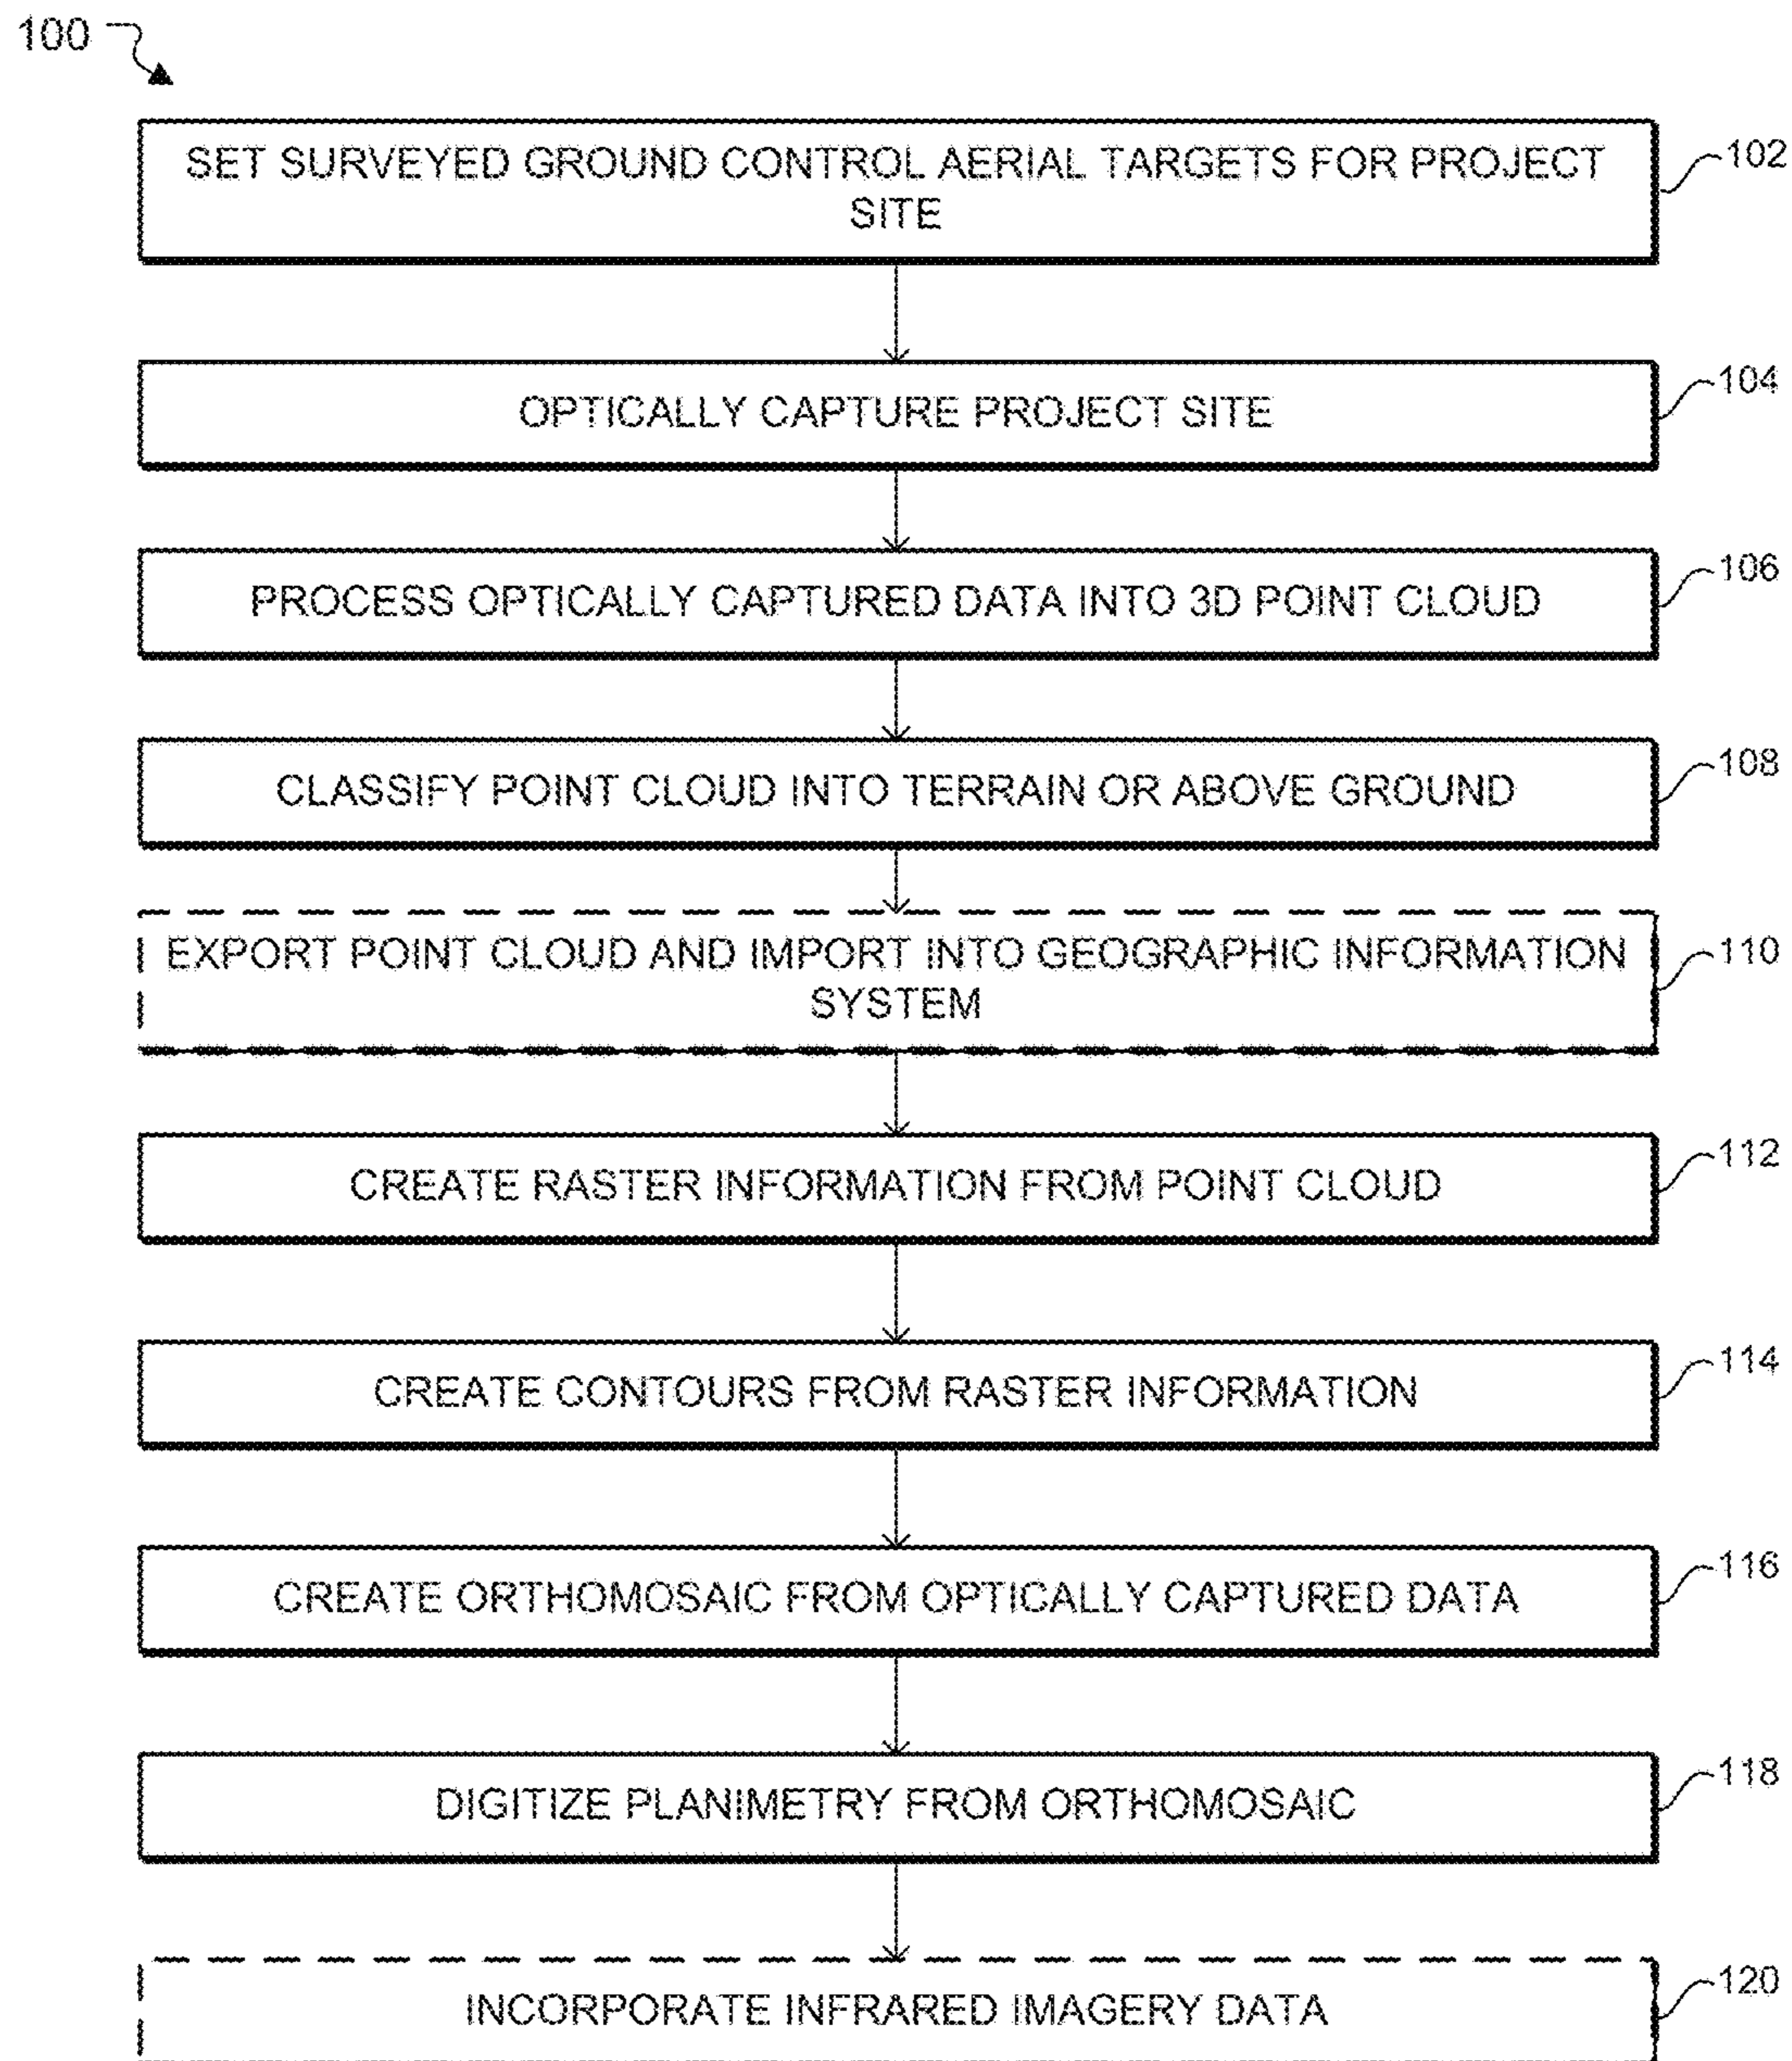 100
SET SURVEYED GROUND CONTROL AERIAL TARGETS FOR PROJECT
SITE
102
OPTICALLY CAPTURE PROJECT SITE
104
PROCESS OPTICALLY CAPTURED DATA INTO 3D POINT CLOUD
106
CLASSIFY POINT CLOUD INTO TERRAIN OR ABOVE GROUND
108
EXPORT POINT CLOUD AND IMPORT INTO GEOGRAPHIC INFORMATION
SYSTEM
110
CREATE RASTER INFORMATION FROM POINT CLOUD
112
CREATE CONTOURS FROM RASTER INFORMATION
114
CREATE ORTHOMOSAIC FROM OPTICALLY CAPTURED DATA
116
DIGITIZE PLANIMETRY FROM ORTHOMOSAIC
118
INCORPORATE INFRARED IMAGERY DATA
120